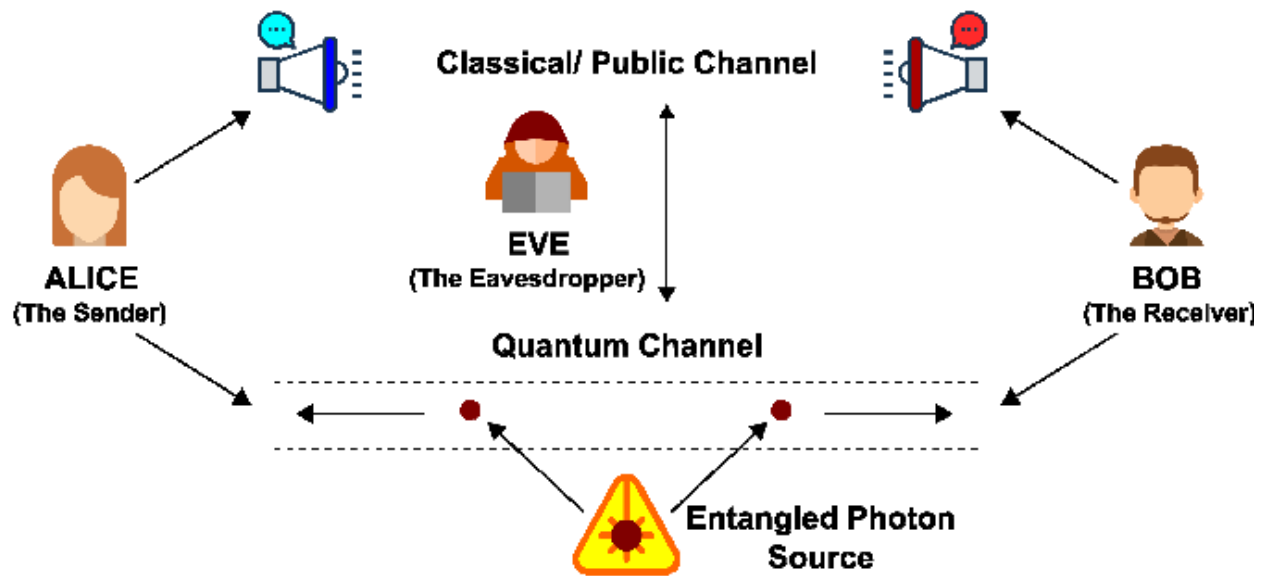 Classical/ Public Channel
EVE
(The Eavesdropper)
ALICE
(The Sender)
BOB
(The Receiver)
Quantum Channel
Entangled Photon
Source